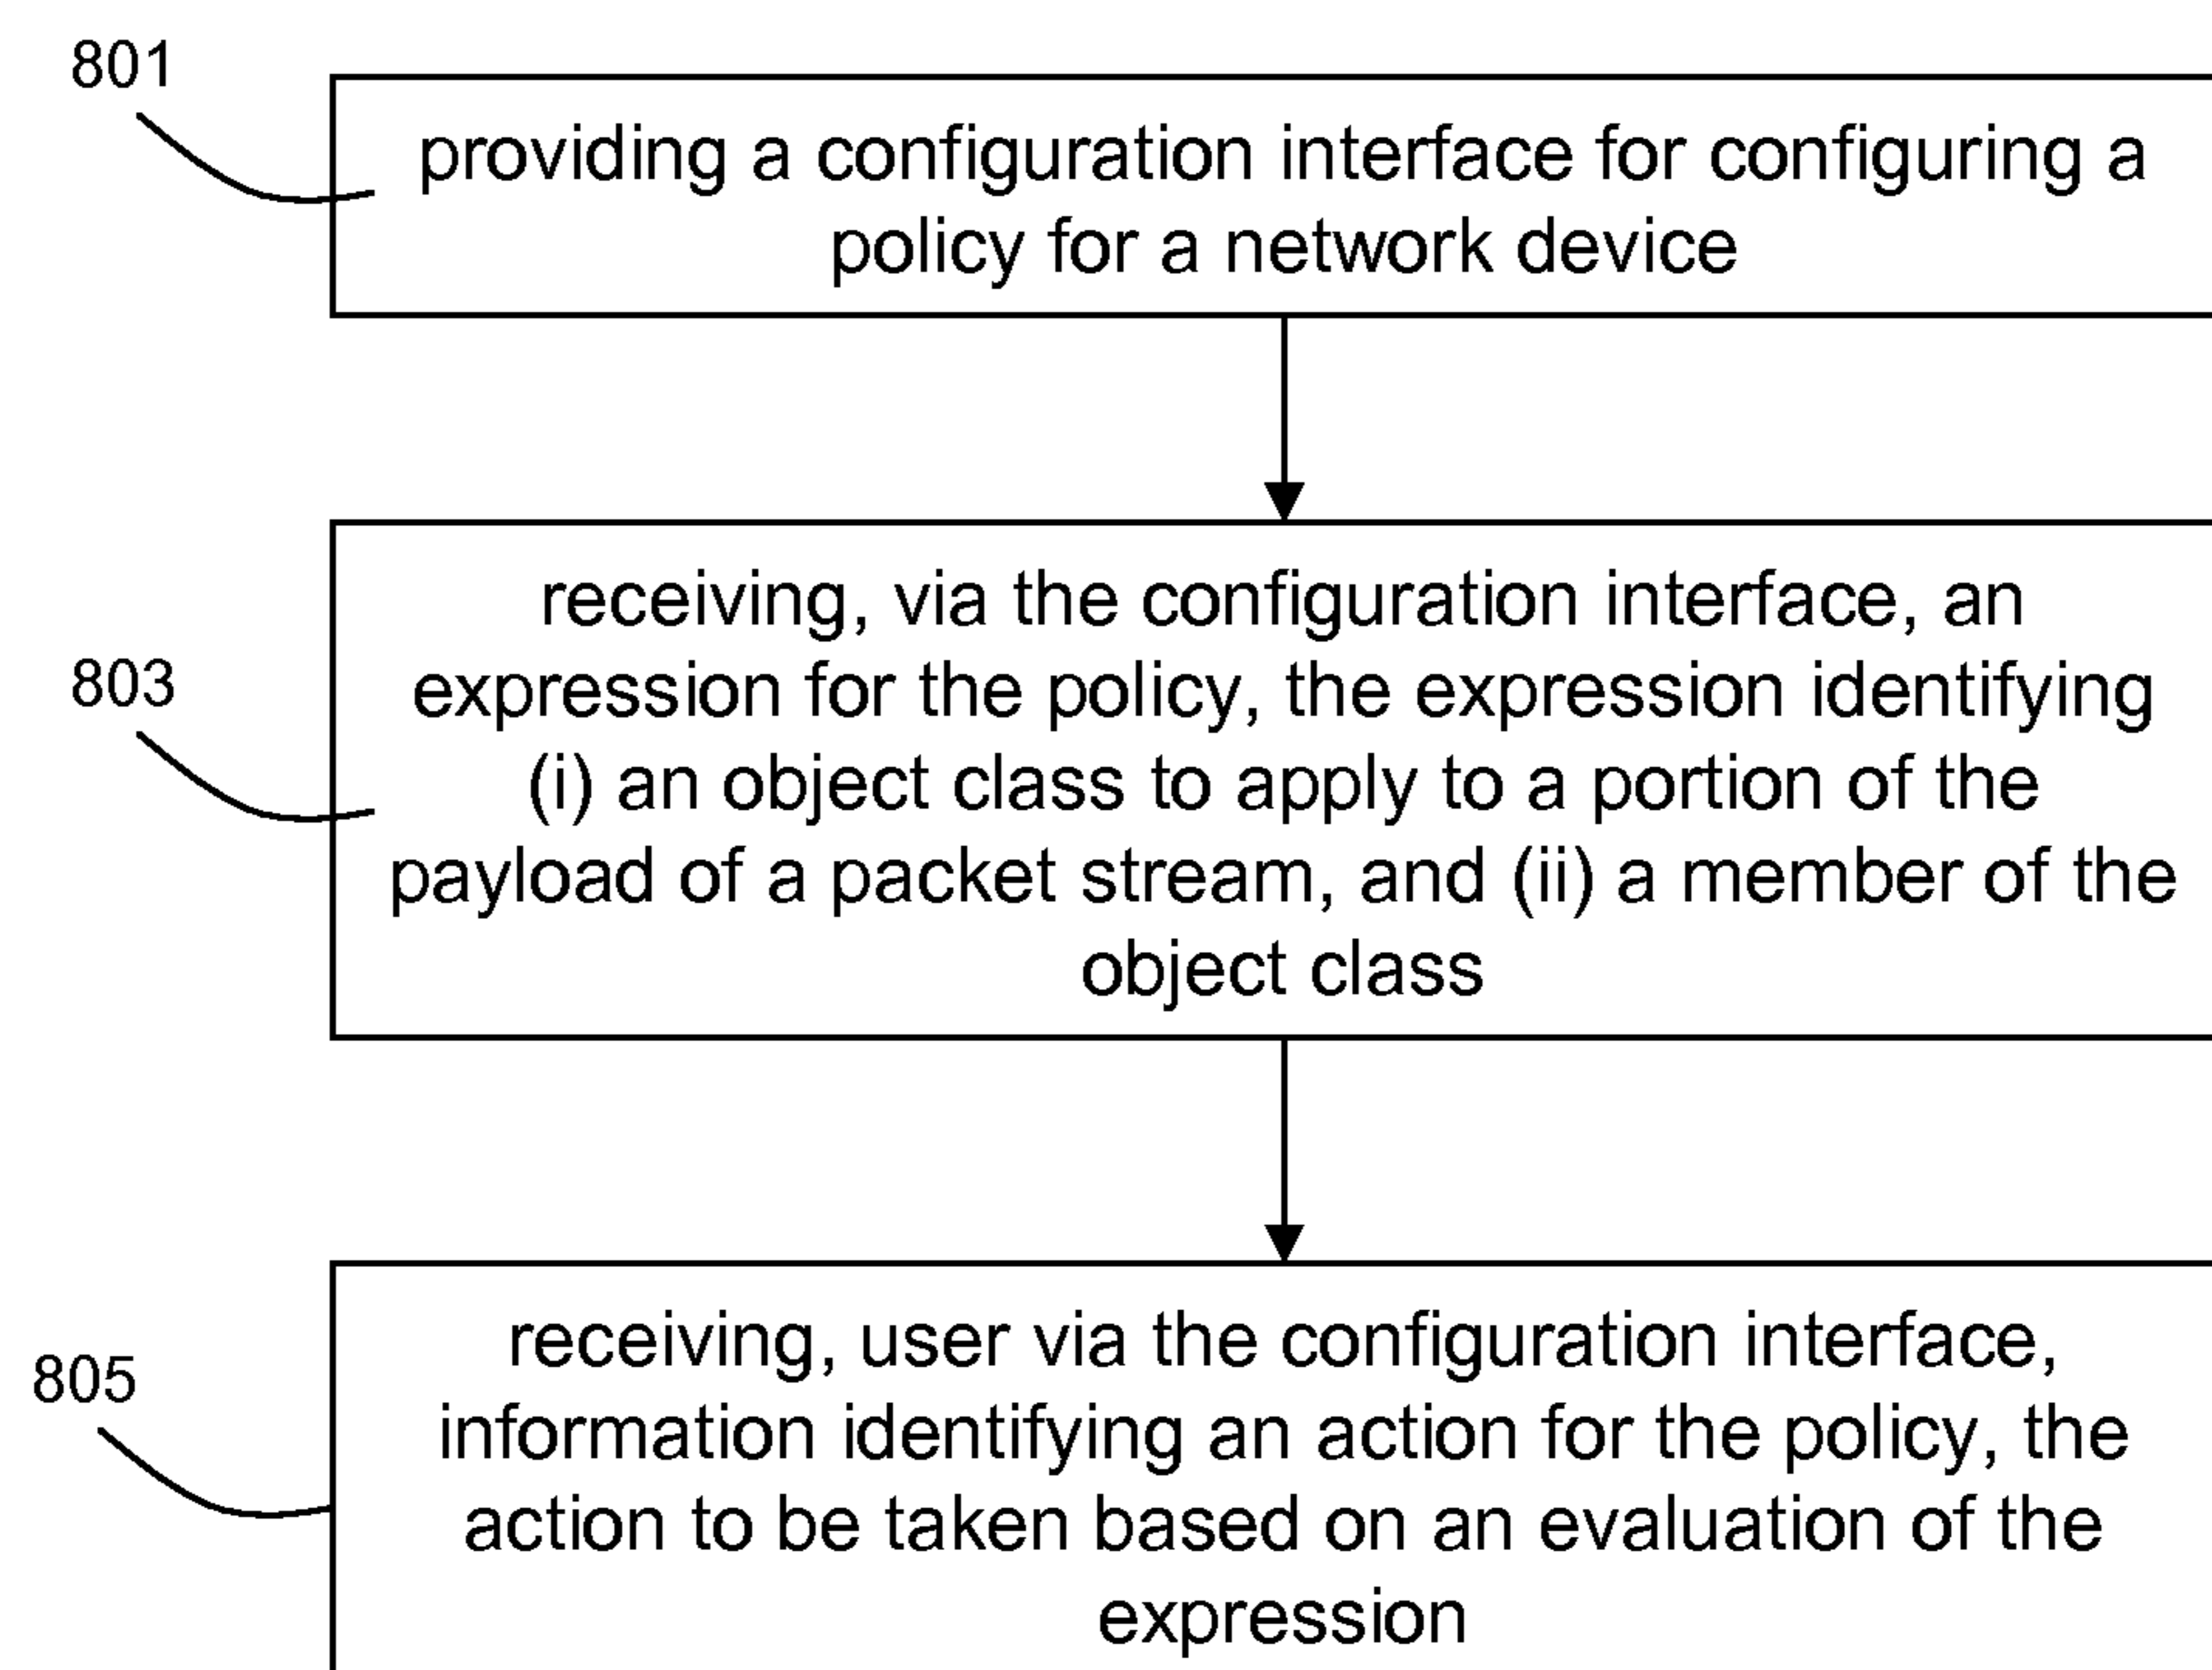 801
providing a configuration interface for configuring a
policy for a network device
803
receiving, via the configuration interface, an
expression for the policy, the expression identifying
(i) an object class to apply to a portion of the
payload of a packet stream, and (ii) a member of the
object class
805
receiving, user via the configuration interface,
information identifying an action for the policy, the
action to be taken based on an evaluation of the
expression